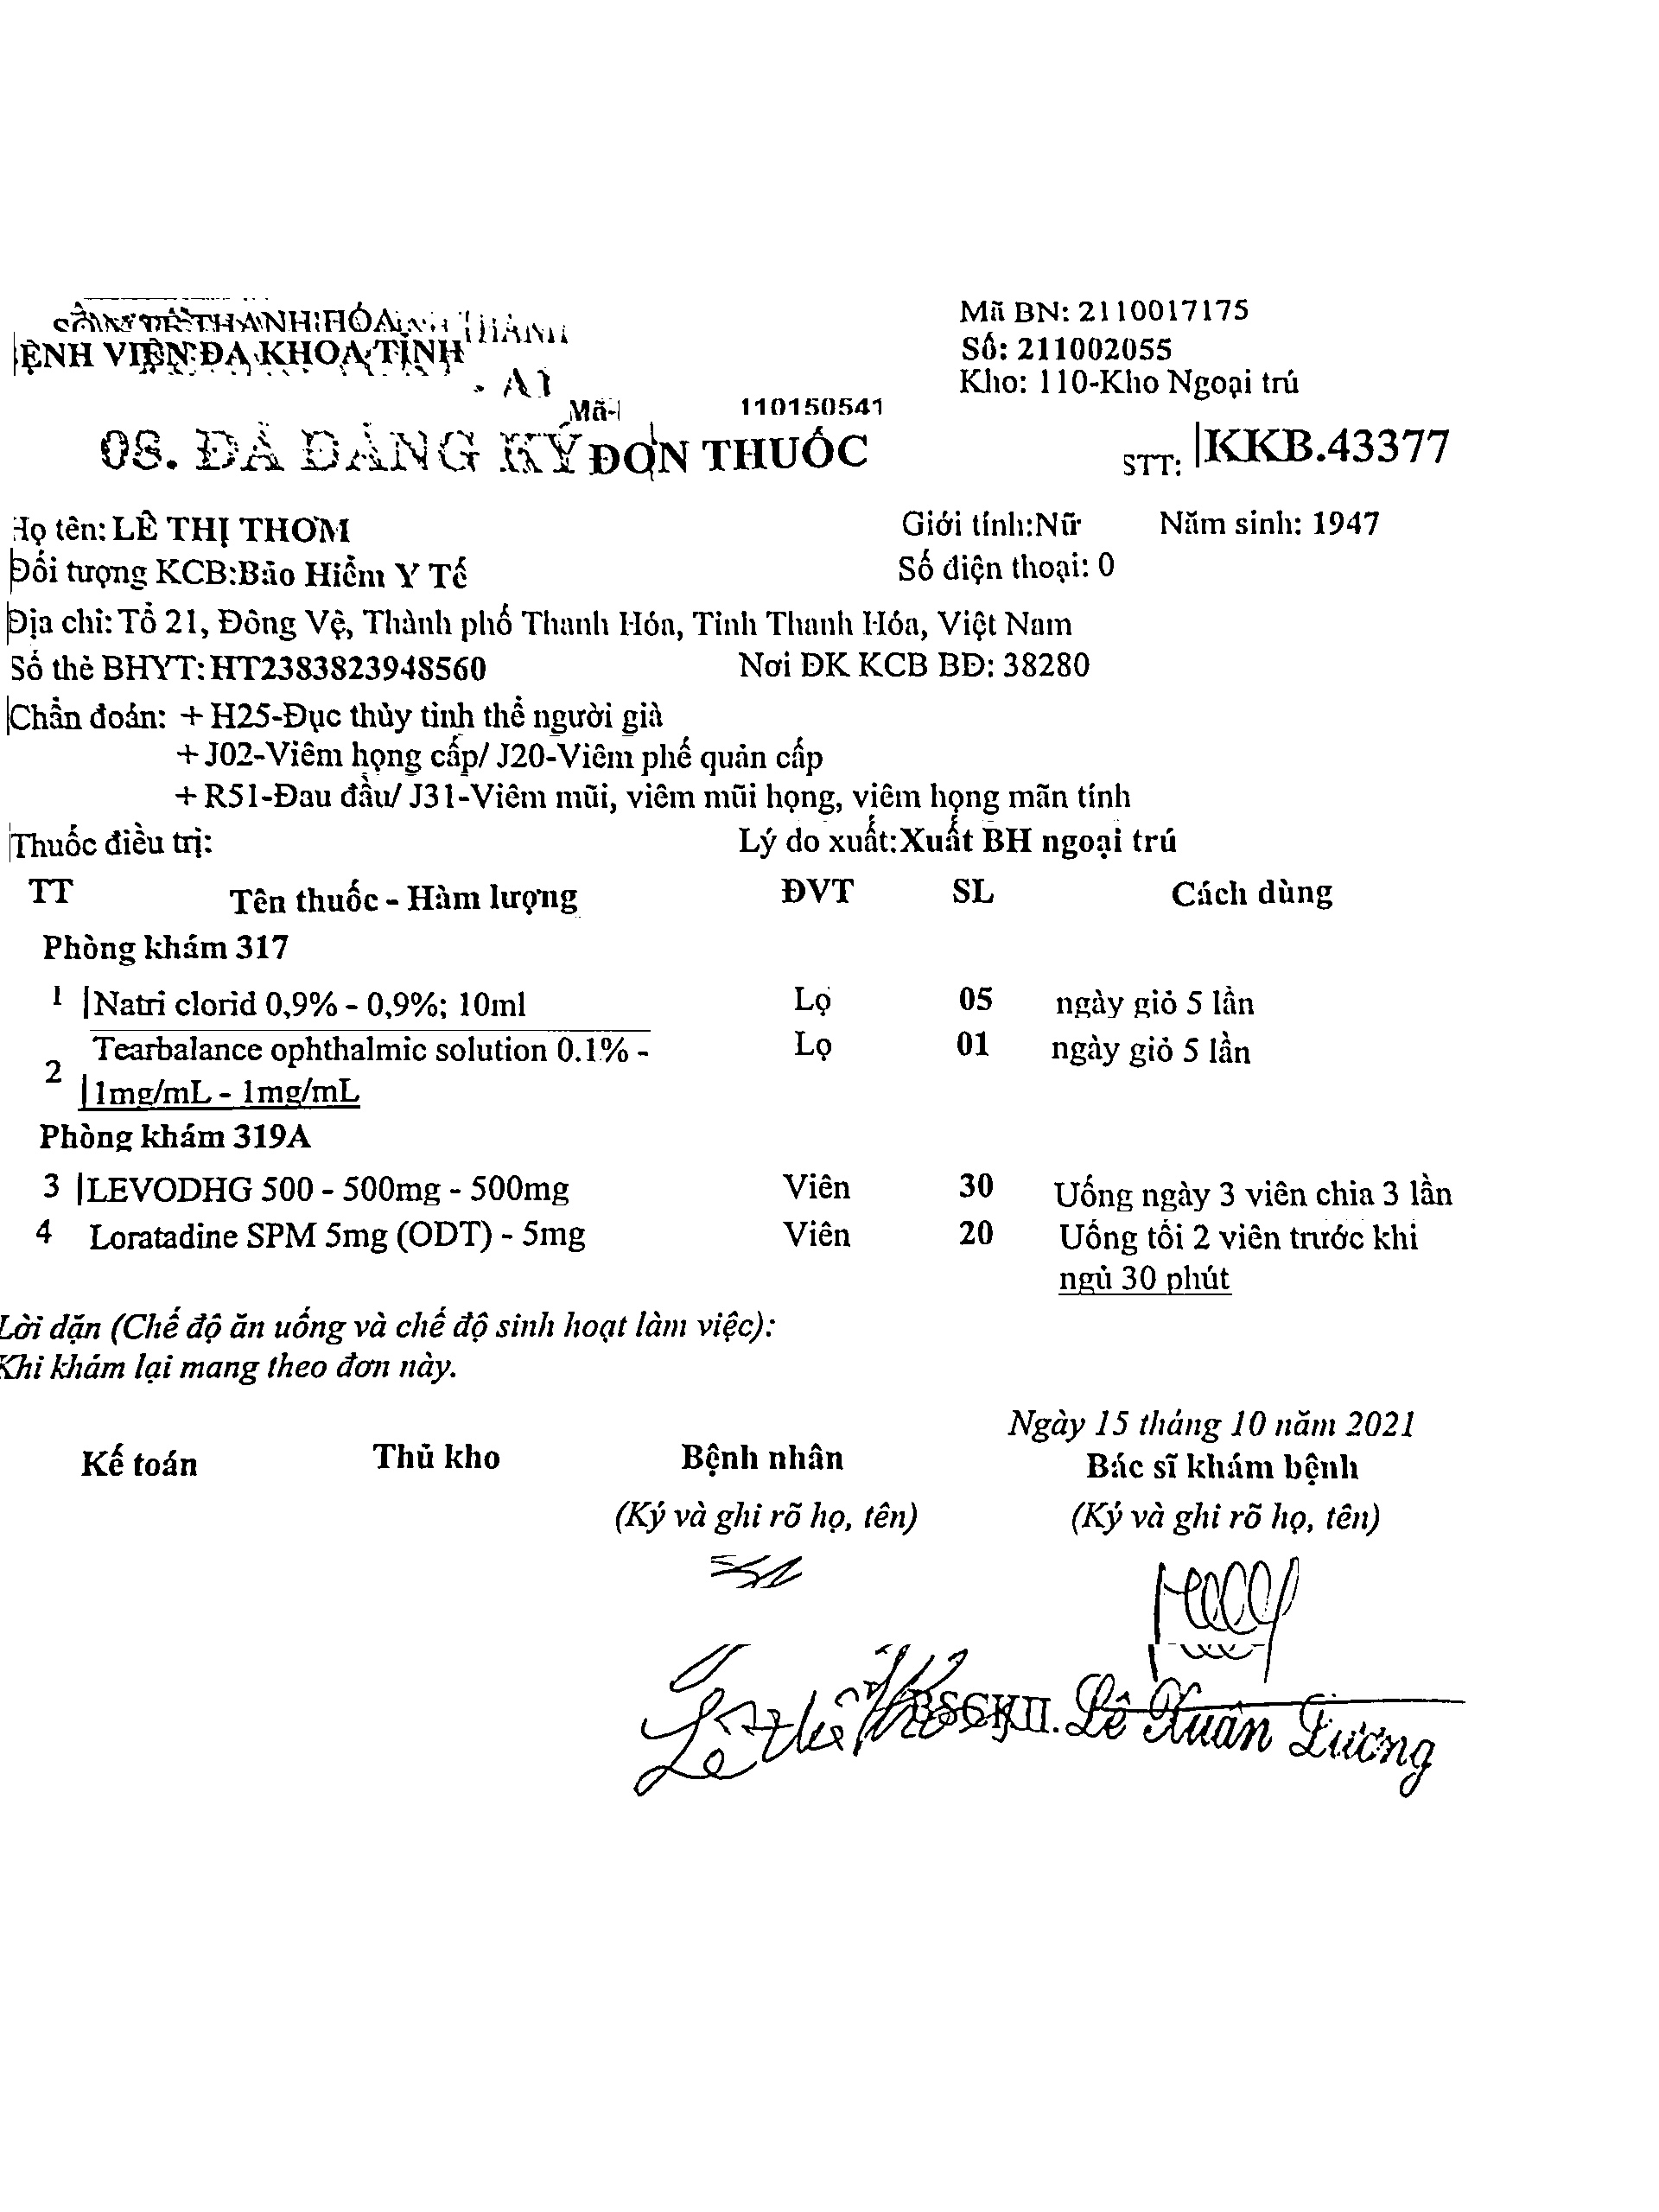 THANH HÓA
ỆNH VIỆN ĐA KHOA TỈNH
A1
Mã BN: 2110017175
Số: 211002055
Kho: 110-Kho Ngoại trú
110150541
08. ĐÃ ĐĂNG KÝ ĐƠN THUỐC
STT: KKB.43377
Họ tên: LÊ THỊ THƠM Giới tính:Nữ Năm sinh: 1947
Đối tượng KCB:Bảo Hiểm Y Tế Số điện thoại: 0
Địa chỉ: Tổ 21, Đông Vệ, Thành phố Thanh Hóa, Tỉnh Thanh Hóa, Việt Nam
Số thẻ BHYT: HT2383823948560 Nơi ĐK KCB BĐ: 38280
Chẩn đoán: + H25-Đục thủy tinh thể người già
+ J02-Viêm họng cấp/ J20-Viêm phế quản cấp
+ R51-Đau đầu/ J31-Viêm mũi, viêm mũi họng, viêm họng mãn tính
Thuốc điều trị: Lý do xuất:Xuất BH ngoại trú
TT Tên thuốc - Hàm lượng ĐVT SL Cách dùng
Phòng khám 317
1 Natri clorid 0,9% - 0,9%; 10ml Lọ 05 ngày giỏ 5 lần
2 Tearbalance ophthalmic solution 0.1% - Lọ 01 ngày giỏ 5 lần
1mg/mL - 1mg/mL
Phòng khám 319A
3 LEVODHG 500 - 500mg - 500mg Viên 30 Uống ngày 3 viên chia 3 lần
4 Loratadine SPM 5mg (ODT) - 5mg Viên 20 Uống tối 2 viên trước khi
ngủ 30 phút
Lời dặn (Chế độ ăn uống và chế độ sinh hoạt làm việc):
Khi khám lại mang theo đơn này.
Ngày 15 tháng 10 năm 2021
Kế toán Thủ kho Bệnh nhân Bác sĩ khám bệnh
(Ký và ghi rõ họ, tên) (Ký và ghi rõ họ, tên)
BSCKII. Lê Xuân Lương